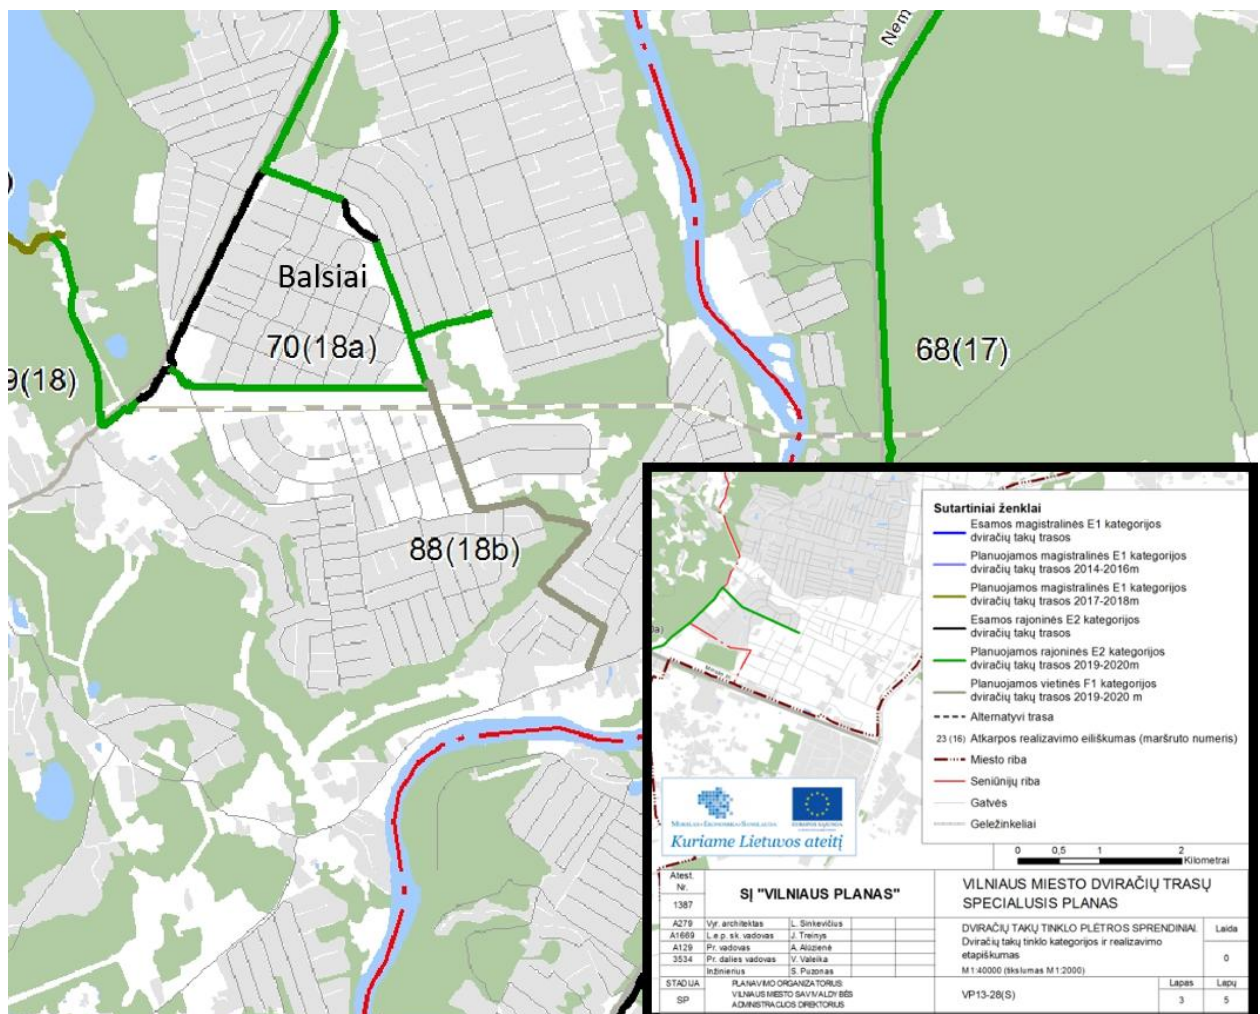 Nem
Balsiai
70(18a)
68(17)
9(18)
88(18b)
Sutartiniai ženklai
Esamos magistralinės E1 kategorijos
dviračių takų trasos
Planuojamos magistralinės E1 kategorijos
dviračių takų trasos 2014-2016m
Planuojamos magistralinės E1 kategorijos
dviračių takų trasos 2017-2018m
Esamos rajoninės E2 kategorijos
dviračių takų trasos
Planuojamos rajoninės E2 kategorijos
dviračių takų trasos 2019-2020m
Planuojamos vietinės F1 kategorijos
dviračių takų trasos 2019-2020 m
Alternatyvi trasa
23 (16) Atkarpos realizavimo eiliškumas (maršruto numeris)
Miesto riba
Seniūnijų riba
Gatvės
Geležinkeliai
0 0,5 1 2
Kilometrai
Kuriame Lietuvos ateitį
Atest.
Nr.
1387
SĮ "VILNIAUS PLANAS"
VILNIAUS MIESTO DVIRAČIŲ TRASŲ
SPECIALUSIS PLANAS
A279 Vyr. architektas L. Sinkevičius
A1669 L.e.p. sk. vadovas J. Treinys
A129 Pr. vadovas A. Alūzienė
3534 Pr. dalies vadovas V. Valeika
Inžinierius S. Puzonas
DVIRAČIŲ TAKŲ TINKLO PLĖTROS SPRENDINIAI.
Dviračių takų tinklo kategorijos ir realizavimo
etapiškumas
M 1:40000 (tikslumas M 1:2000)
Laida
0
STADIJA
SP
PLANAVIMO ORGANIZATORIUS:
VILNIAUS MIESTO SAVIVALDYBĖS
ADMINISTRACIJOS DIREKTORIUS
VP13-28(S)
Lapas
3
Lapų
5